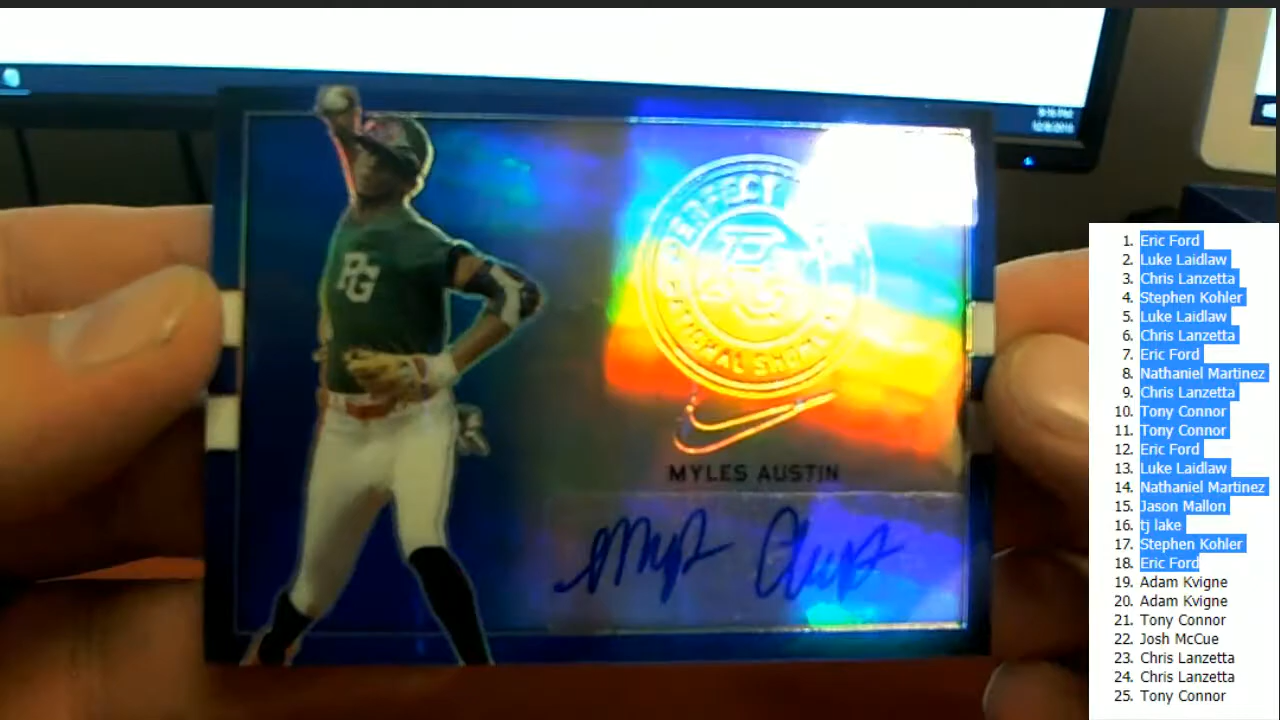 PERFECT
NATIONAL SHOW
PG
MYLES AUSTIN
1. Eric Ford
2. Luke Laidlaw
3. Chris Lanzetta
4. Stephen Kohler
5. Luke Laidlaw
6. Chris Lanzetta
7. Eric Ford
8. Nathaniel Martinez
9. Chris Lanzetta
10. Tony Connor
11. Tony Connor
12. Eric Ford
13. Luke Laidlaw
14. Nathaniel Martinez
15. Jason Mallon
16. tj lake
17. Stephen Kohler
18. Eric Ford
19. Adam Kvigne
20. Adam Kvigne
21. Tony Connor
22. Josh McCue
23. Chris Lanzetta
24. Chris Lanzetta
25. Tony Connor